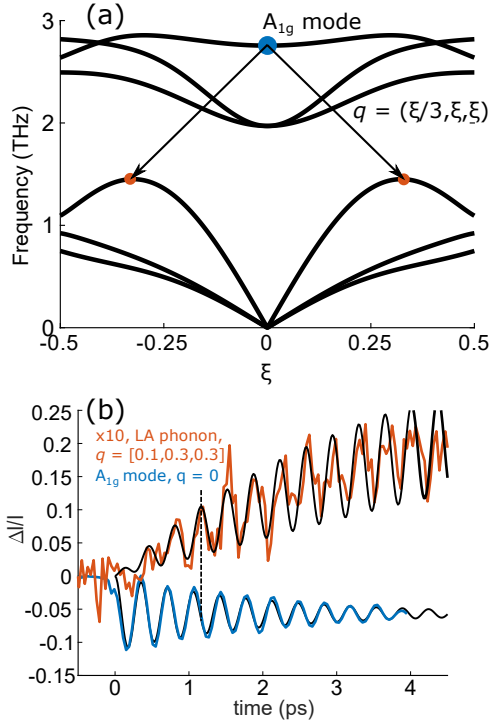 (a)
A1g mode
3
2
1
0
Frequency (THz)
q = (ξ/3,ξ,ξ)
-0.5
-0.25
0
0.25
0.5
ξ
(b)
0.25
0.2
0.15
0.1
0.05
0
-0.05
-0.1
-0.15
ΔI/I
x10, LA phonon,
q = [0.1,0.3,0.3]
A1g mode, q = 0
0
1
2
3
4
time (ps)